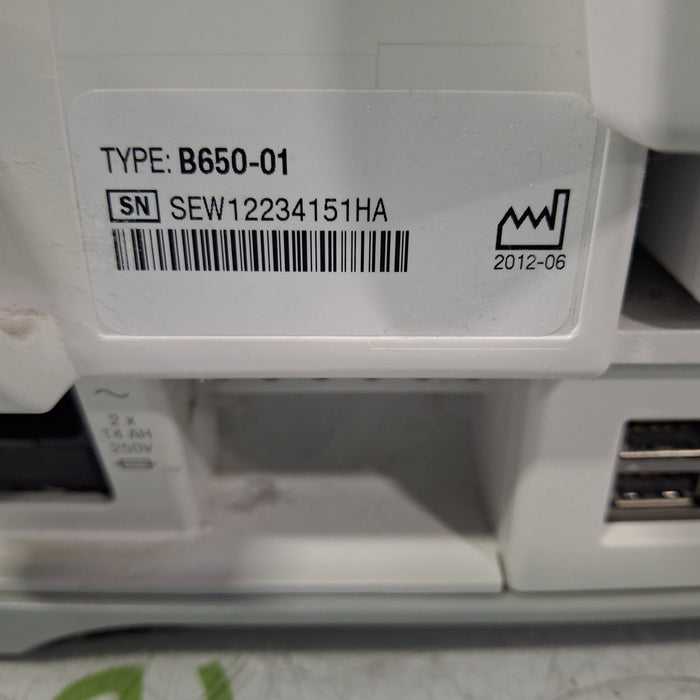 TYPE: B650-01
SN SEW12234151HA
2012-06
2 x
T4 AH
250V